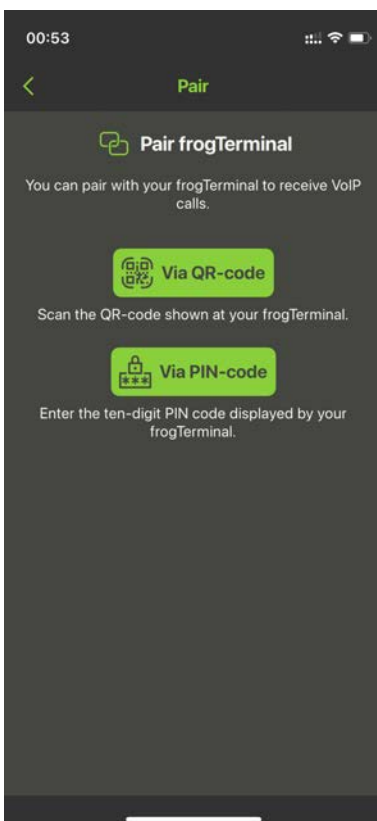 00:53
Pair
Pair frogTerminal
You can pair with your frogTerminal to receive VoIP
calls.
Via QR-code
Scan the QR-code shown at your frogTerminal.
Via PIN-code
Enter the ten-digit PIN code displayed by your
frogTerminal.